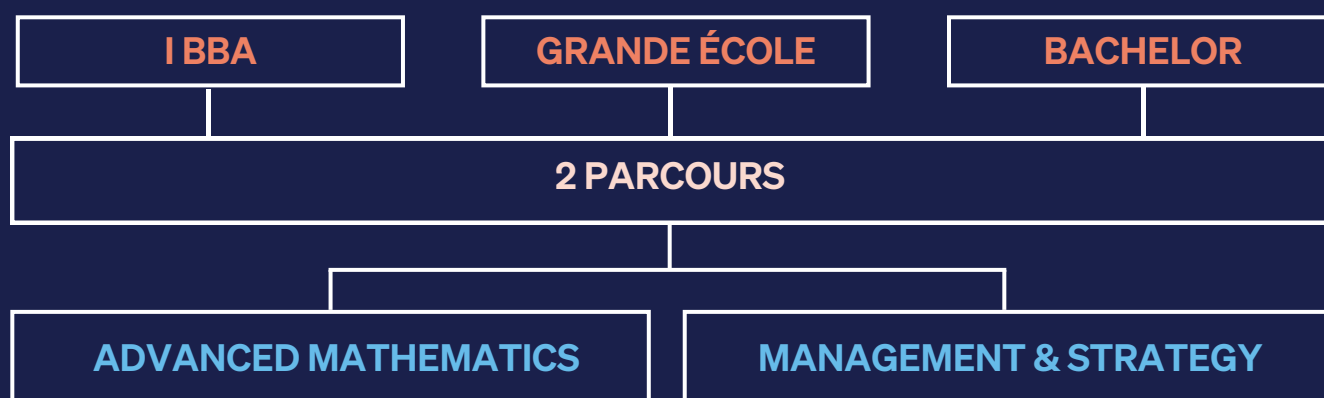 I BBA
GRANDE ÉCOLE
BACHELOR
2 PARCOURS
ADVANCED MATHEMATICS
MANAGEMENT & STRATEGY